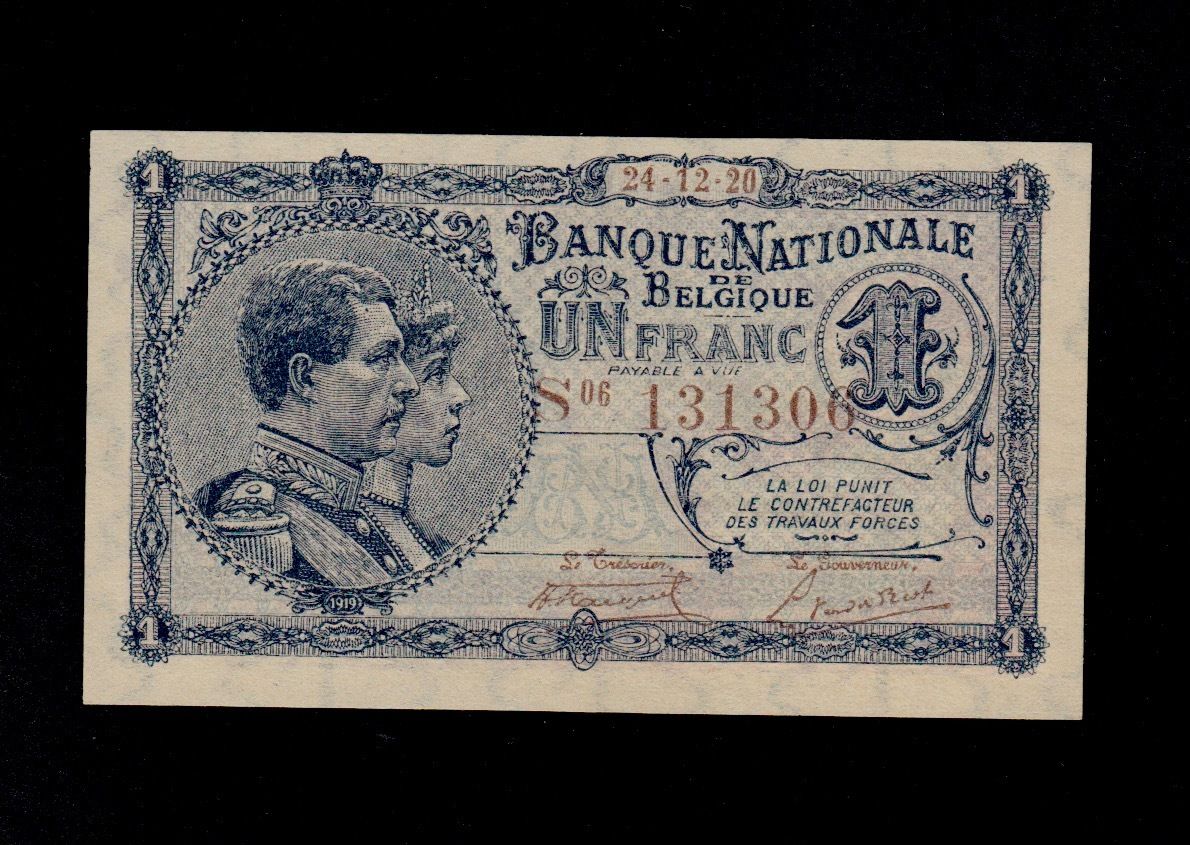 1
24-12-20
1
BANQUE NATIONALE
DE
BELGIQUE
UN FRANC
1
PAYABLE A VUE
S06 131306
LA LOI PUNIT
LE CONTREFACTEUR
DES TRAVAUX FORCES
Le Trésorier,
Le Gouverneur,
1919
1
1